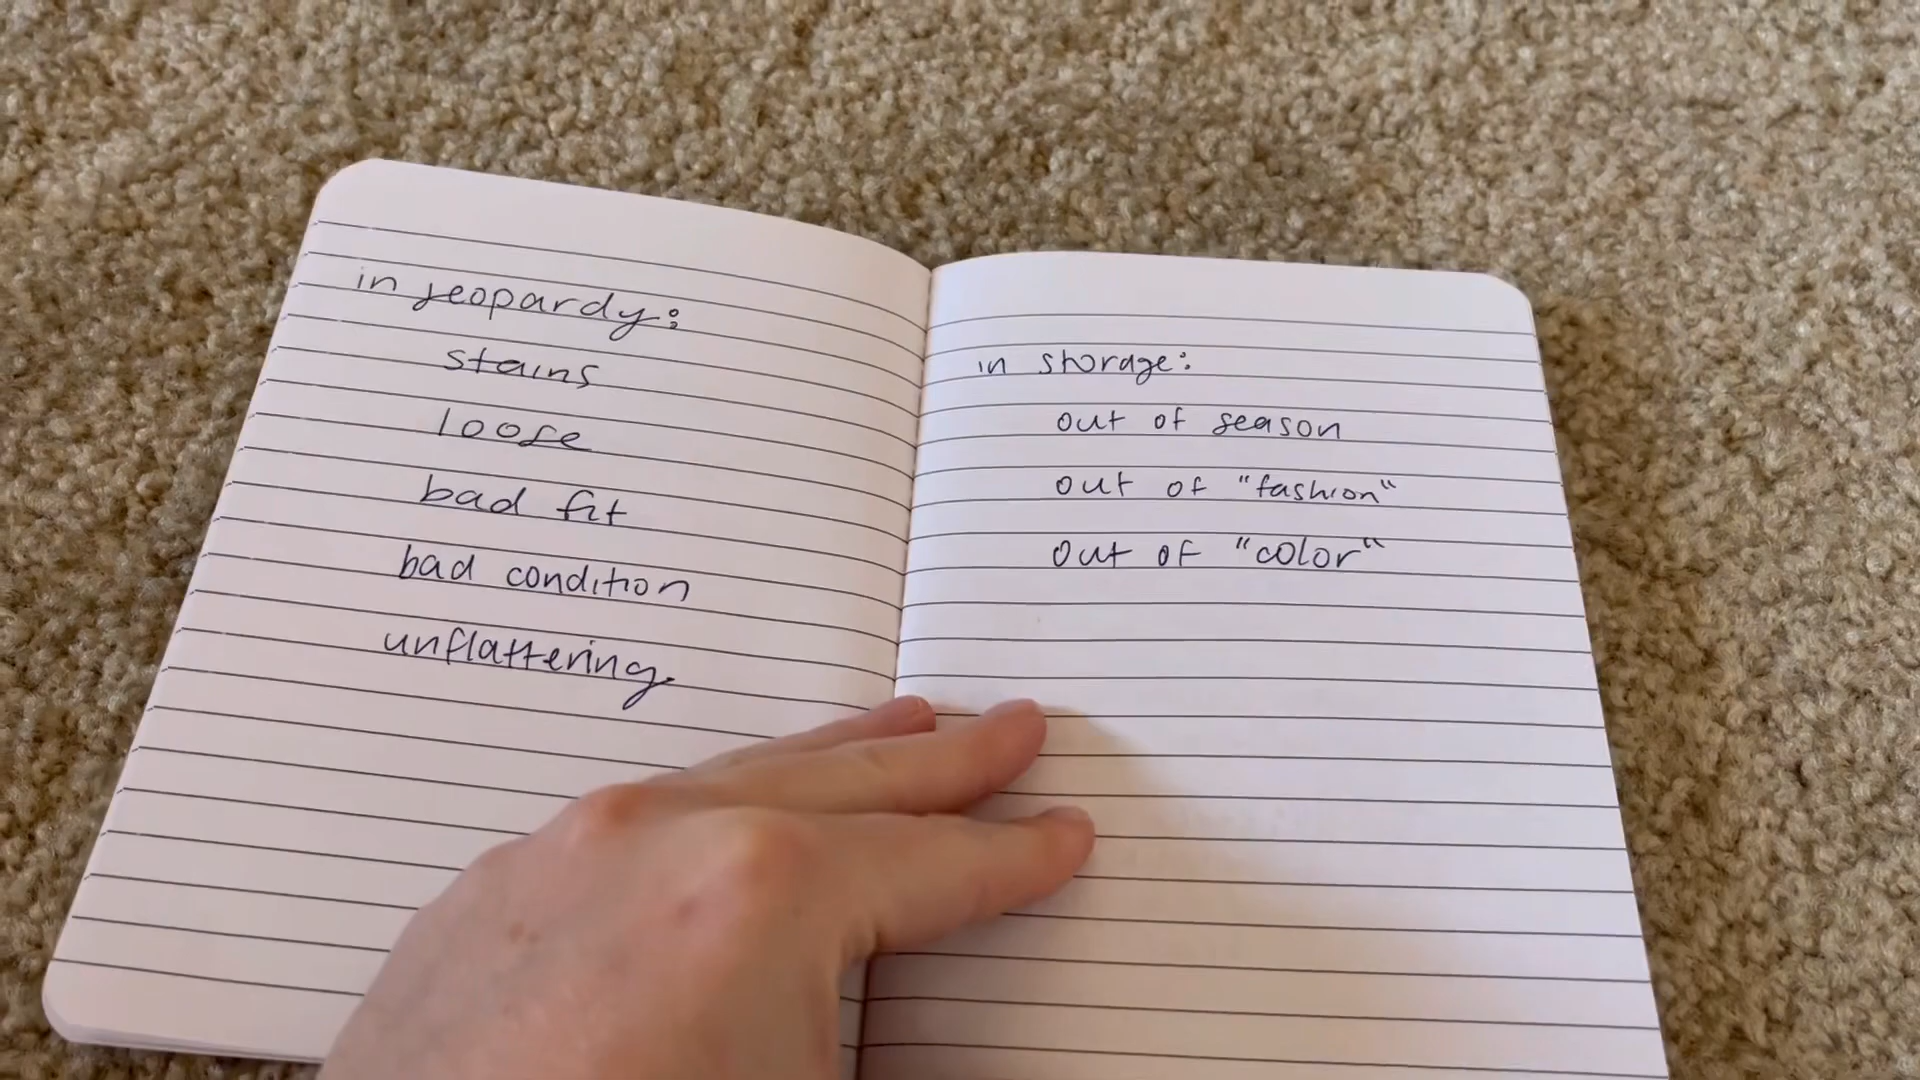 in jeopardy:
stains
loose
bad fit
bad condition
unflattering
in storage:
out of season
out of "fashion"
out of "color"